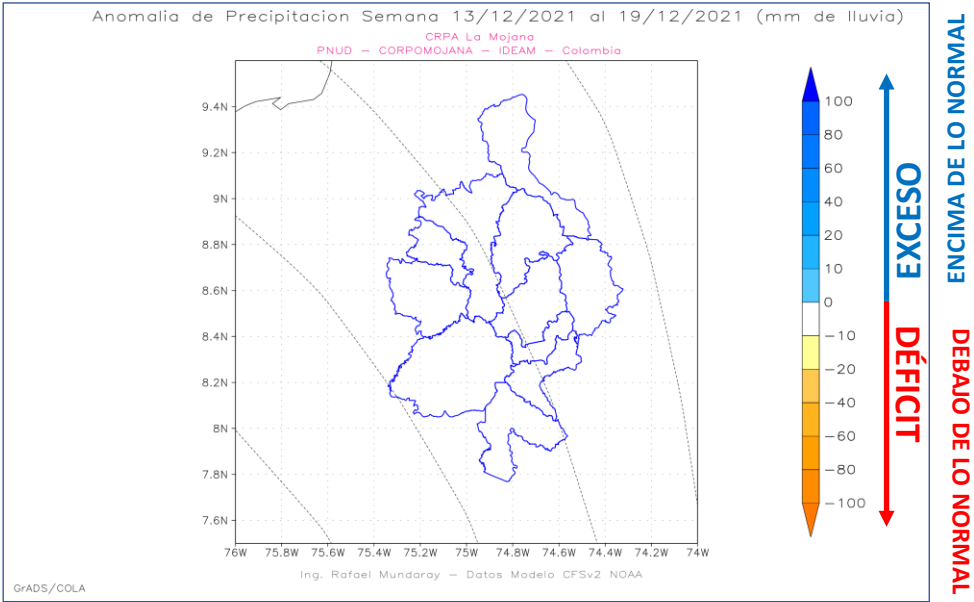 Anomalia de Precipitacion Semana 13/12/2021 al 19/12/2021 (mm de lluvia)
CRPA La Mojana
PNUD – CORPOMOJANA – IDEAM – Colombia
9.4N
9.2N
9N
8.8N
8.6N
8.4N
8.2N
8N
7.8N
7.6N
76W 75.8W 75.6W 75.4W 75.2W 75W 74.8W 74.6W 74.4W 74.2W 74W
Ing. Rafael Mundaray – Datos Modelo CFSv2 NOAA
GrADS/COLA
100
80
60
40
20
10
0
−10
−20
−40
−60
−80
−100
EXCESO
DÉFICIT
ENCIMA DE LO NORMAL
DEBAJO DE LO NORMAL